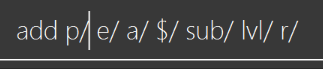 add p/ e/ a/ $/ sub/ lvl/ r/